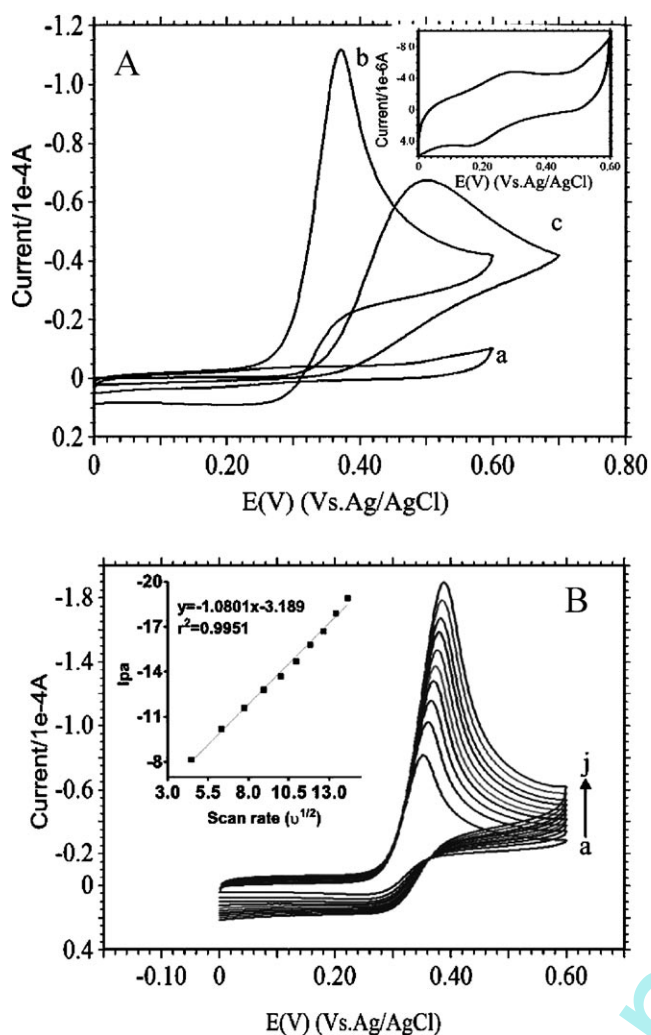 A
b
c
a
-1.2
-1.0
-0.8
-0.6
-0.4
-0.2
0
0.2
Current/1e-4A
0 0.20 0.40 0.60 0.80
E(V) (Vs.Ag/AgCl)
-8.0
-4.0
0
4.0
Current/1e-6A
0 0.20 0.40 0.60
E(V) (Vs.Ag/AgCl)
B
-1.8
-1.4
-1.0
-0.6
-0.2
0
0.4
Current/1e-4A
-0.10 0 0.20 0.40 0.60
E(V) (Vs.Ag/AgCl)
j
a
-20
-17
-14
-11
-8
Ipa
y=-1.0801x-3.189
r²=0.9951
3.0 5.5 8.0 10.5 13.0
Scan rate (υ1/2)